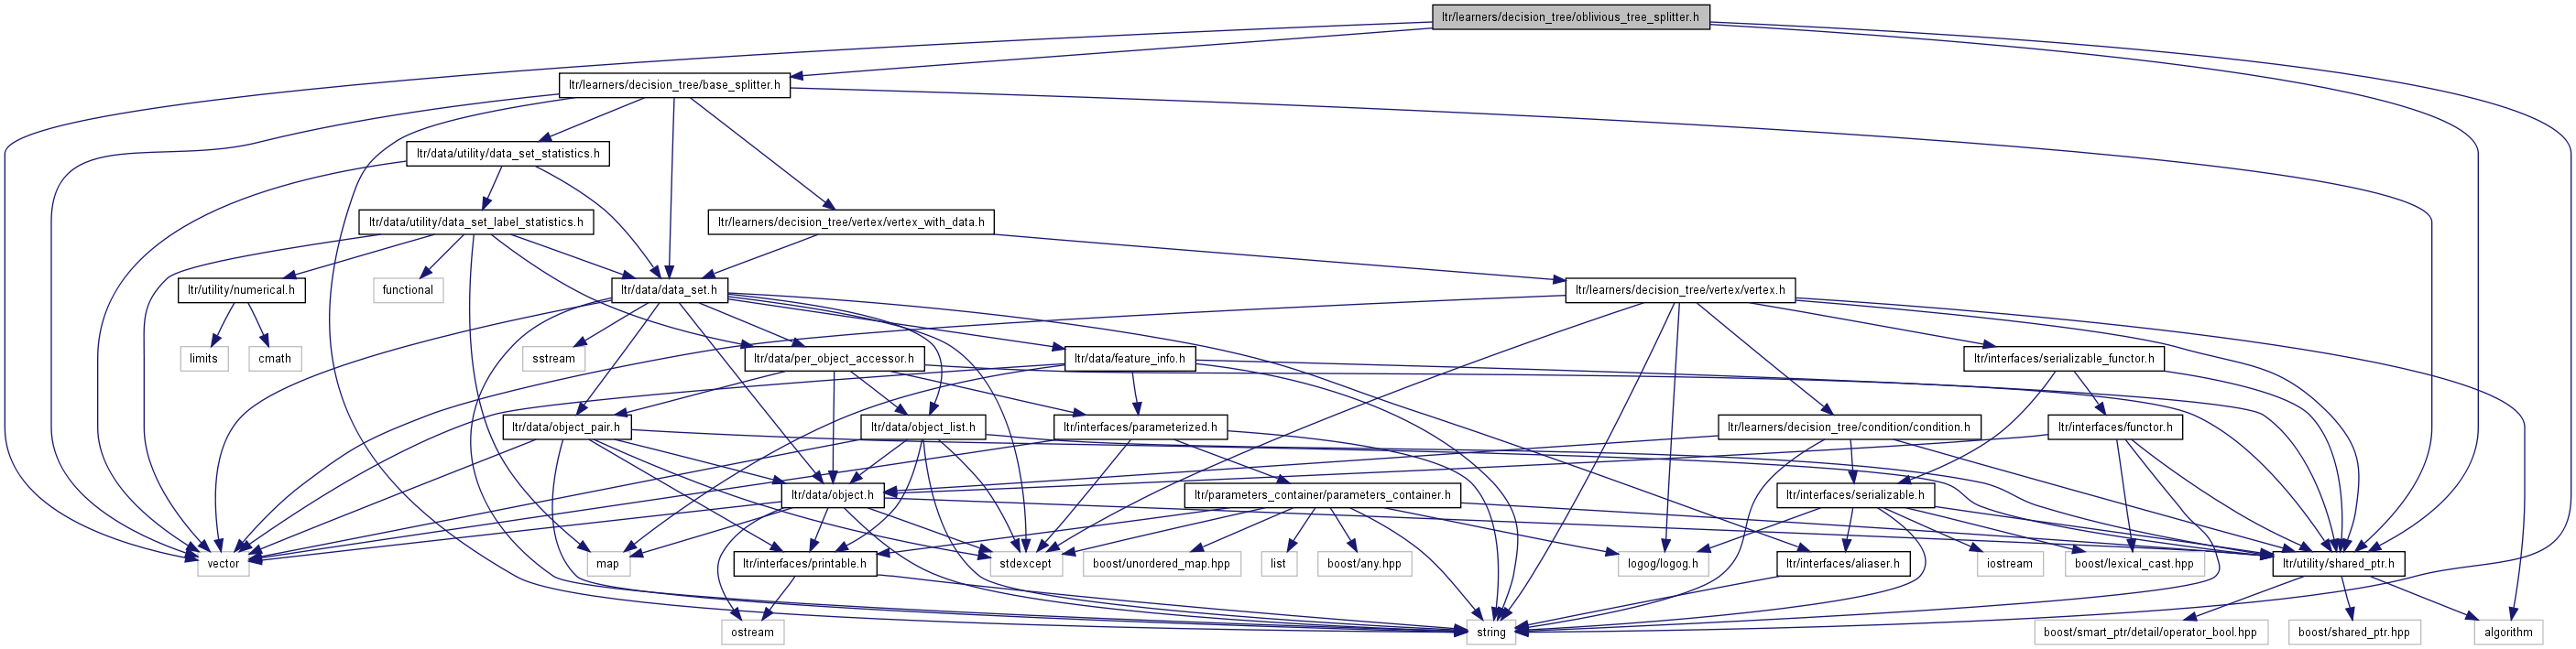 ltr/learners/decision_tree/oblivious_tree_splitter.h
ltr/learners/decision_tree/base_splitter.h
ltr/data/utility/data_set_statistics.h
ltr/data/utility/data_set_label_statistics.h
ltr/learners/decision_tree/vertex/vertex_with_data.h
ltr/utility/numerical.h
functional
ltr/data/data_set.h
ltr/learners/decision_tree/vertex/vertex.h
limits
cmath
sstream
ltr/data/per_object_accessor.h
ltr/data/feature_info.h
ltr/interfaces/serializable_functor.h
ltr/data/object_pair.h
ltr/data/object_list.h
ltr/interfaces/parameterized.h
ltr/learners/decision_tree/condition/condition.h
ltr/interfaces/functor.h
ltr/data/object.h
ltr/parameters_container/parameters_container.h
ltr/interfaces/serializable.h
vector
map
ltr/interfaces/printable.h
stdexcept
boost/unordered_map.hpp
list
boost/any.hpp
logog/logog.h
ltr/interfaces/aliaser.h
iostream
boost/lexical_cast.hpp
ltr/utility/shared_ptr.h
ostream
string
boost/smart_ptr/detail/operator_bool.hpp
boost/shared_ptr.hpp
algorithm